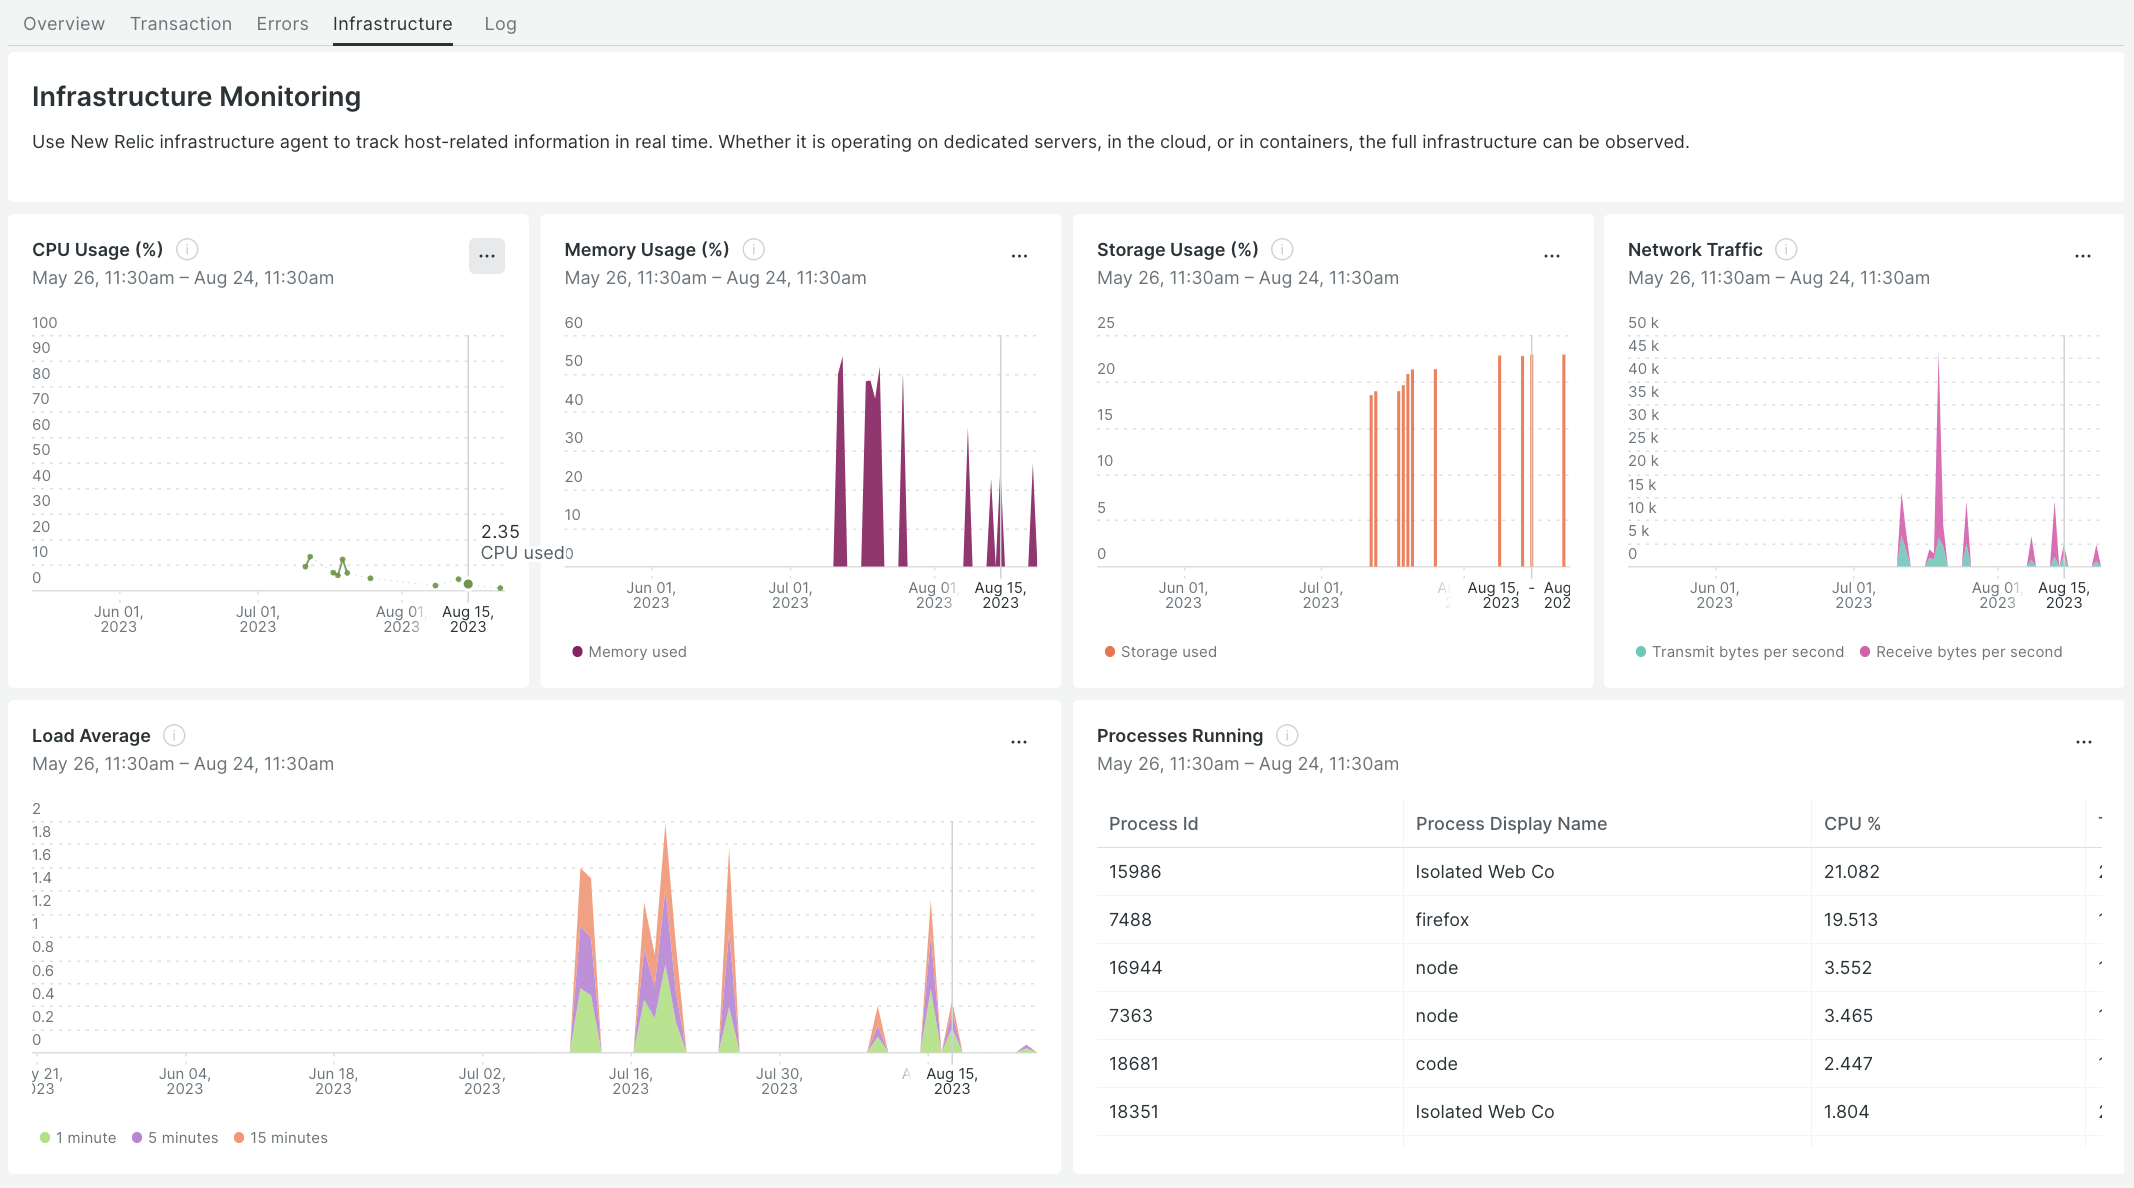 Overview Transaction Errors Infrastructure Log
Infrastructure Monitoring
Use New Relic infrastructure agent to track host-related information in real time. Whether it is operating on dedicated servers, in the cloud, or in containers, the full infrastructure can be observed.
CPU Usage (%)
May 26, 11:30am – Aug 24, 11:30am
100
90
80
70
60
50
40
30
20
10
0
2.35
CPU used
Jun 01, Jul 01, Aug 01, Aug 15,
2023 2023 2023 2023
Memory Usage (%)
May 26, 11:30am – Aug 24, 11:30am
60
50
40
30
20
10
0
Jun 01, Jul 01, Aug 01, Aug 15,
2023 2023 2023 2023
Memory used
Storage Usage (%)
May 26, 11:30am – Aug 24, 11:30am
25
20
15
10
5
0
Jun 01, Jul 01, Aug 15, - Aug
2023 2023 2023 202
Storage used
Network Traffic
May 26, 11:30am – Aug 24, 11:30am
50 k
45 k
40 k
35 k
30 k
25 k
20 k
15 k
10 k
5 k
0
Jun 01, Jul 01, Aug 01, Aug 15,
2023 2023 2023 2023
Transmit bytes per second Receive bytes per second
Load Average
May 26, 11:30am – Aug 24, 11:30am
2
1.8
1.6
1.4
1.2
1
0.8
0.6
0.4
0.2
0
y 21, Jun 04, Jun 18, Jul 02, Jul 16, Jul 30, A Aug 15,
023 2023 2023 2023 2023 2023 2023
1 minute 5 minutes 15 minutes
Processes Running
May 26, 11:30am – Aug 24, 11:30am
Process Id Process Display Name CPU %
15986 Isolated Web Co 21.082
7488 firefox 19.513
16944 node 3.552
7363 node 3.465
18681 code 2.447
18351 Isolated Web Co 1.804